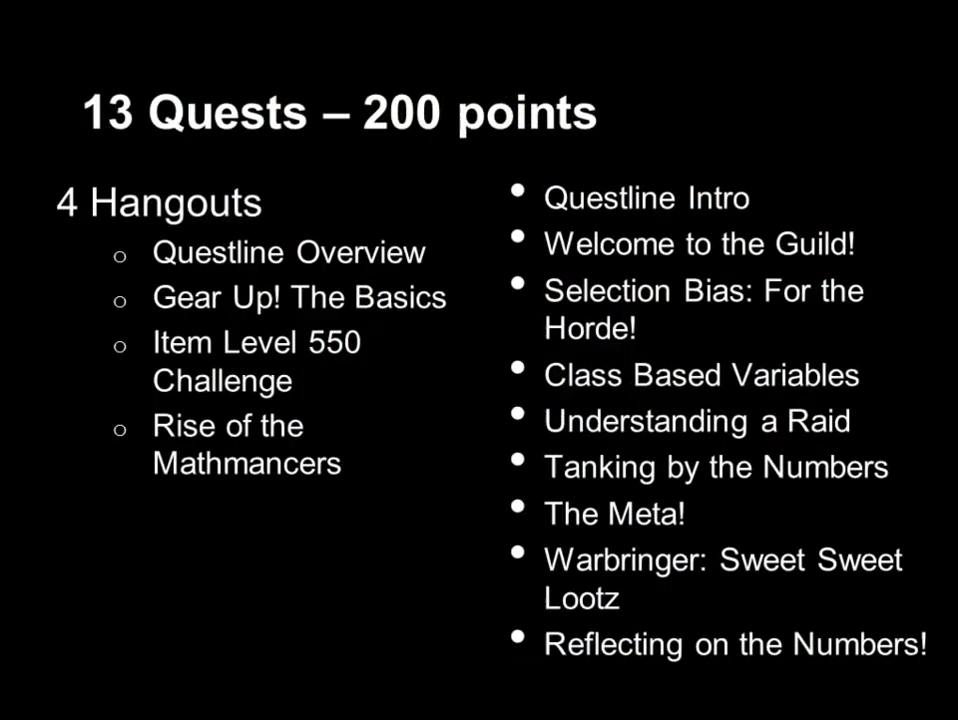 13 Quests – 200 points
4 Hangouts
Questline Overview
Gear Up! The Basics
Item Level 550
Challenge
Rise of the
Mathmancers
Questline Intro
Welcome to the Guild!
Selection Bias: For the
Horde!
Class Based Variables
Understanding a Raid
Tanking by the Numbers
The Meta!
Warbringer: Sweet Sweet
Lootz
Reflecting on the Numbers!